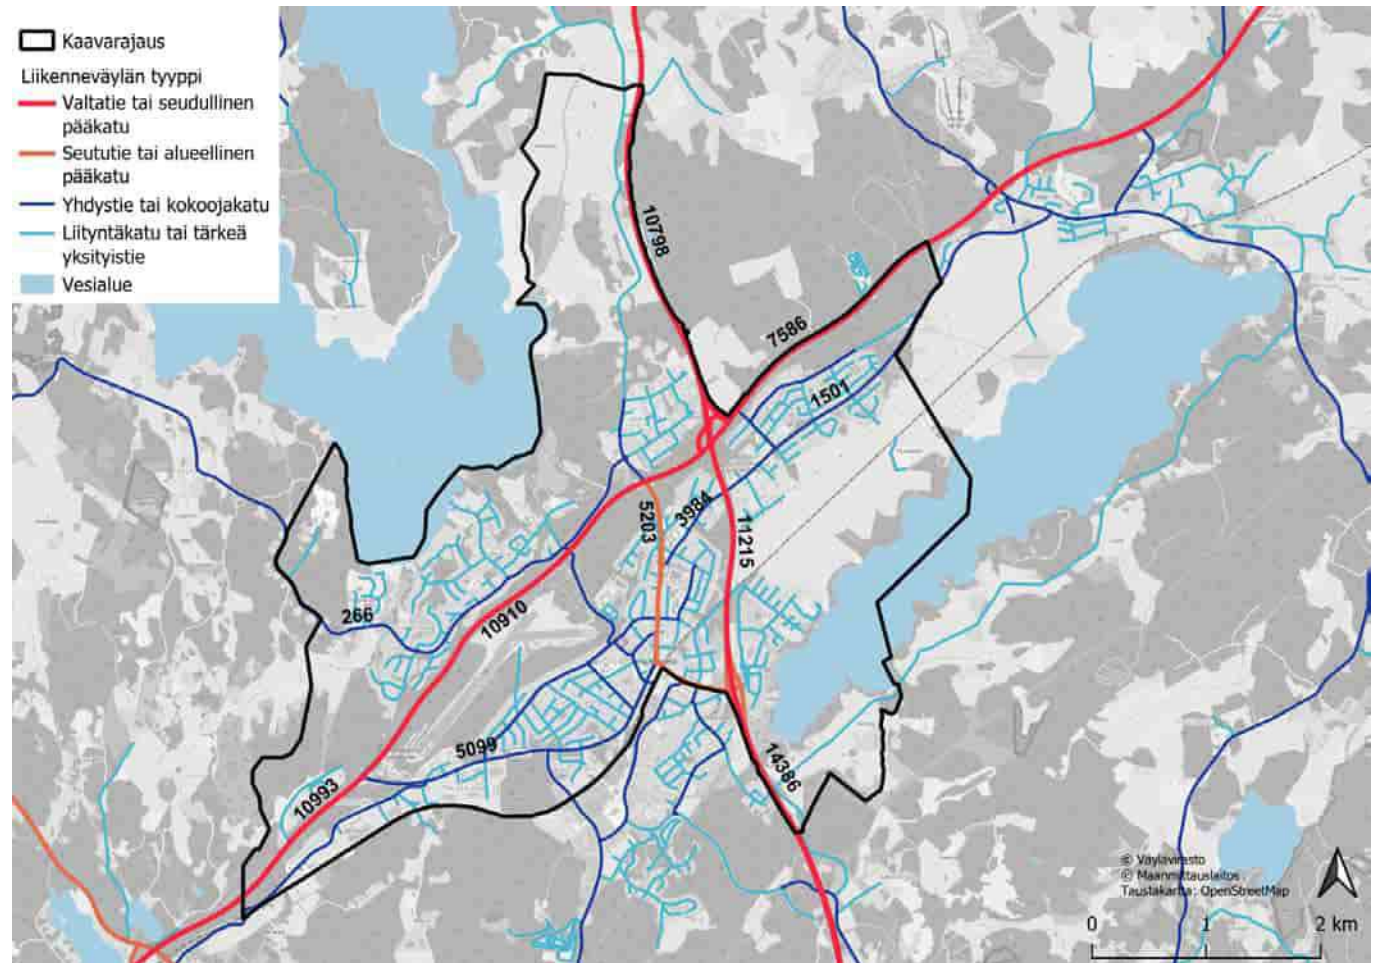 Kaavarajaus
Liikenneväylän tyyppi
Valtatie tai seudullinen
pääkatu
Seututie tai alueellinen
pääkatu
Yhdystie tai kokoojakatu
Liityntäkatu tai tärkeä
yksityistie
Vesialue
10798
7586
1501
5203
3984
11215
266
10910
5099
10993
14386
© Väylävirasto
© Maanmittauslaitos
Taustakartta: OpenStreetMap
0 1 2 km